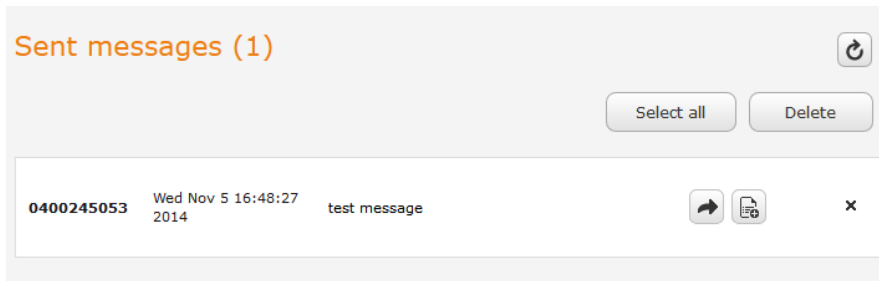 Sent messages (1)
Select all Delete
0400245053 Wed Nov 5 16:48:27 test message
2014